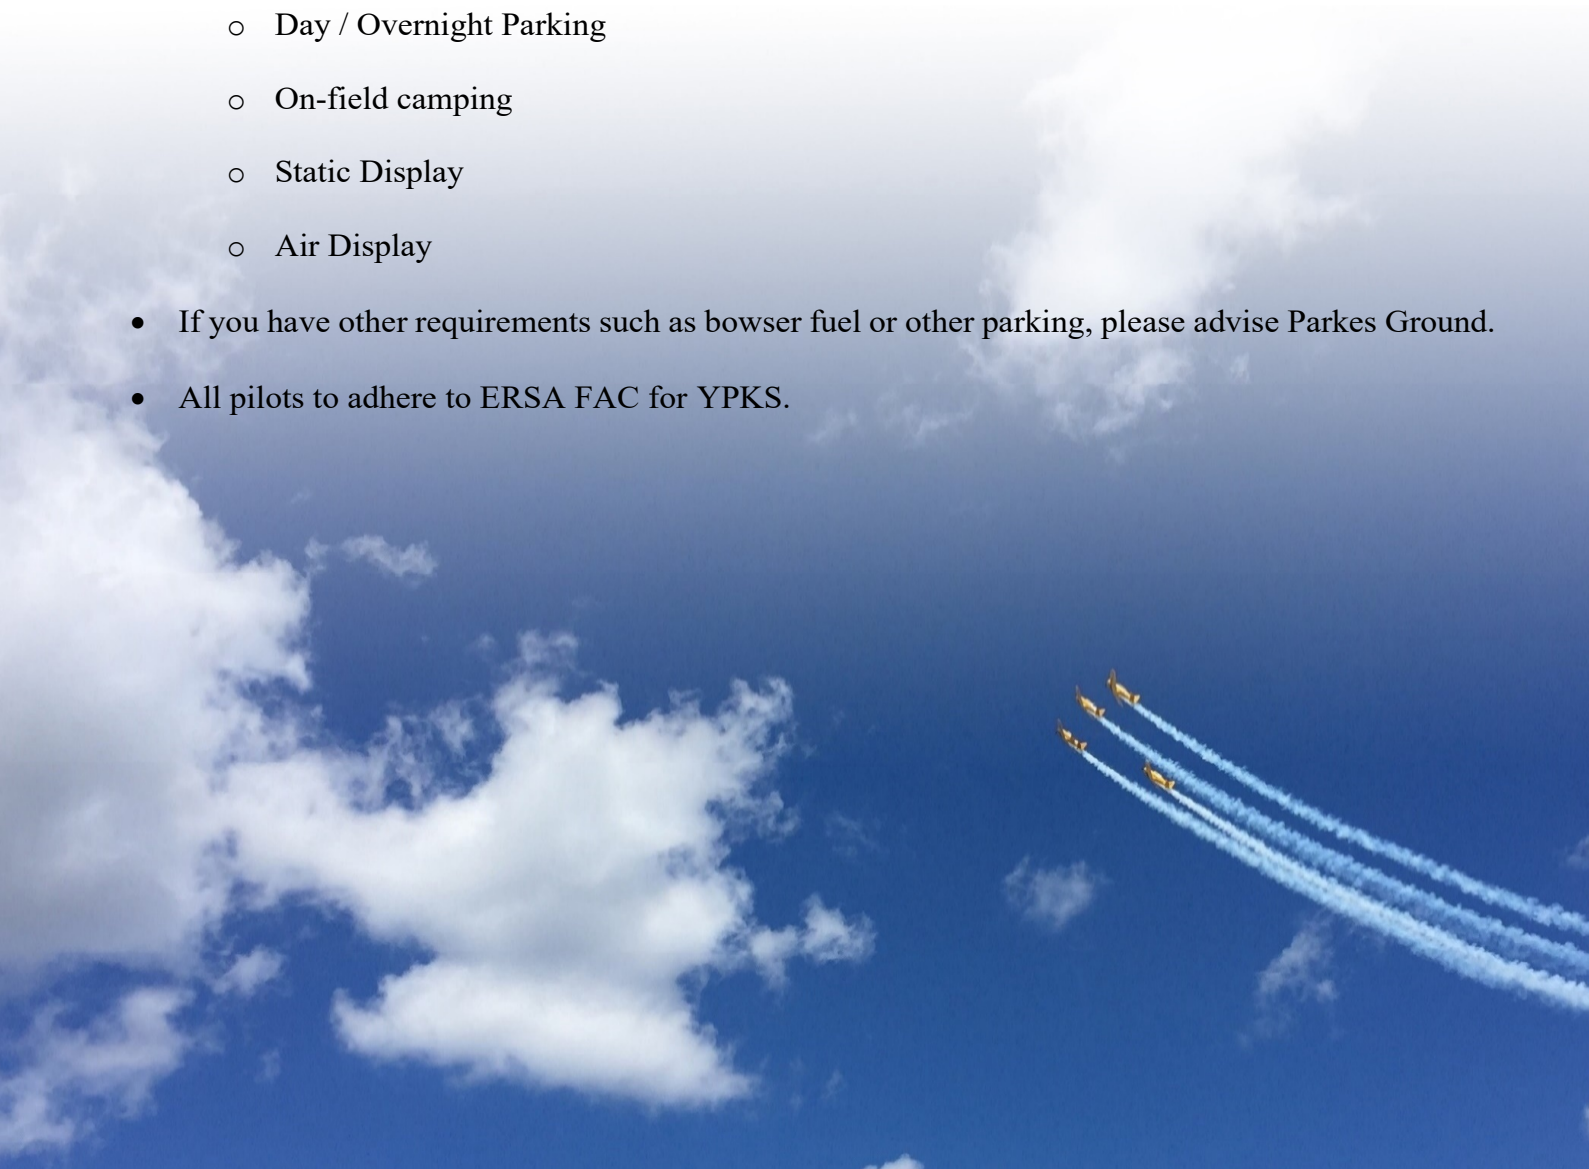 o Day / Overnight Parking
o On-field camping
o Static Display
o Air Display
• If you have other requirements such as bowser fuel or other parking, please advise Parkes Ground.
• All pilots to adhere to ERSA FAC for YPKS.